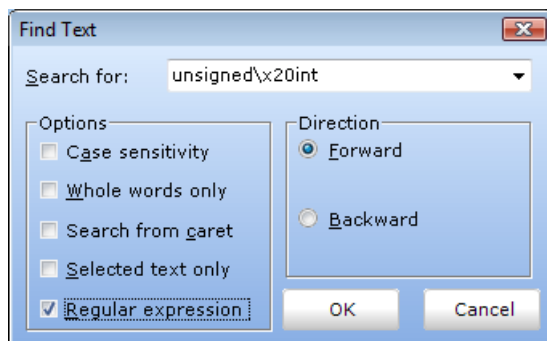 Find Text
Search for: unsigned\x20int
Options
Case sensitivity
Whole words only
Search from caret
Selected text only
Regular expression
Direction
Forward
Backward
OK Cancel